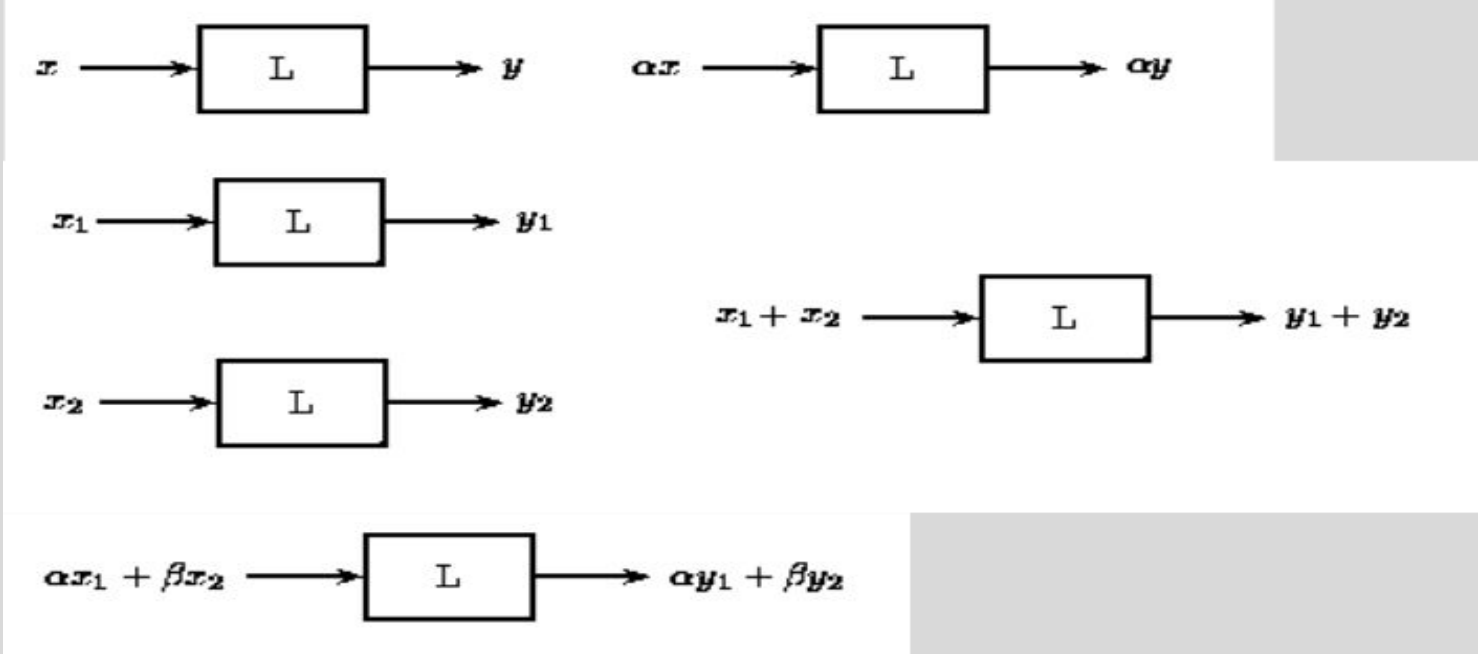 x L y αx L αy
x₁ L y₁
x₁ + x₂ L y₁ + y₂
x₂ L y₂
αx₁ + βx₂ L αy₁ + βy₂